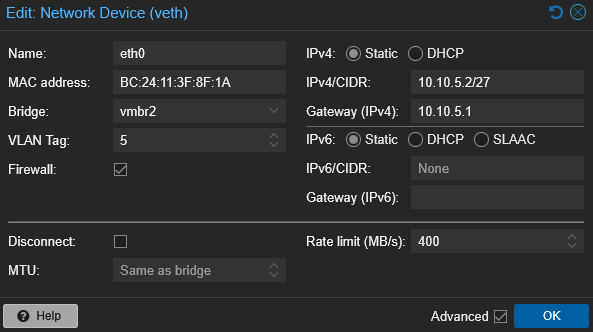 Edit: Network Device (veth)
Name: eth0
MAC address: BC:24:11:3F:8F:1A
Bridge: vmbr2
VLAN Tag: 5
Firewall:
IPv4: Static DHCP
IPv4/CIDR: 10.10.5.2/27
Gateway (IPv4): 10.10.5.1
IPv6: Static DHCP SLAAC
IPv6/CIDR: None
Gateway (IPv6):
Disconnect:
MTU: Same as bridge
Rate limit (MB/s): 400
Help
Advanced
OK